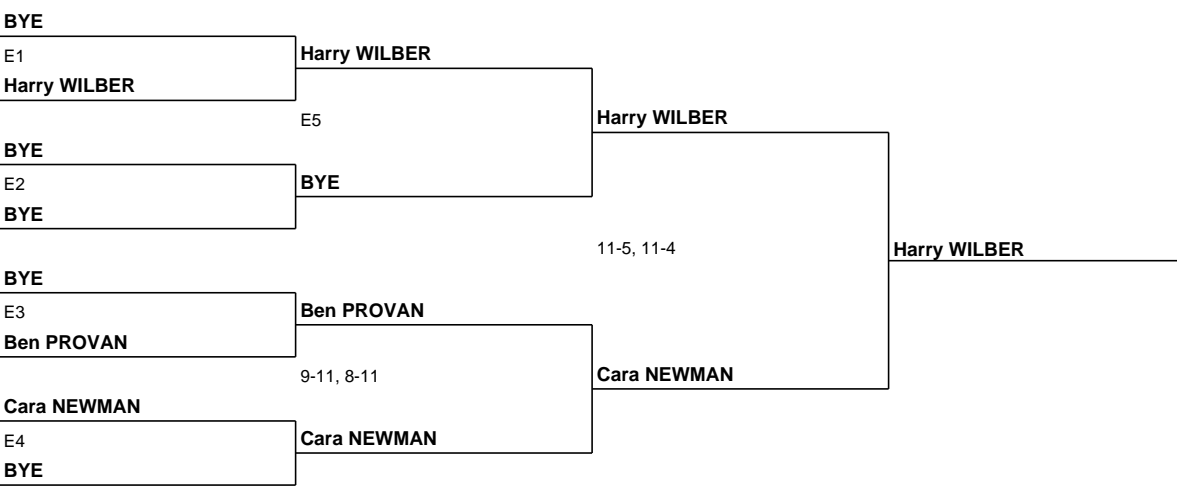 BYE
E1
Harry WILBER
Harry WILBER
E5
BYE
E2
BYE
BYE
Harry WILBER
11-5, 11-4
Harry WILBER
BYE
E3
Ben PROVAN
Ben PROVAN
9-11, 8-11
Cara NEWMAN
E4
BYE
Cara NEWMAN
Cara NEWMAN